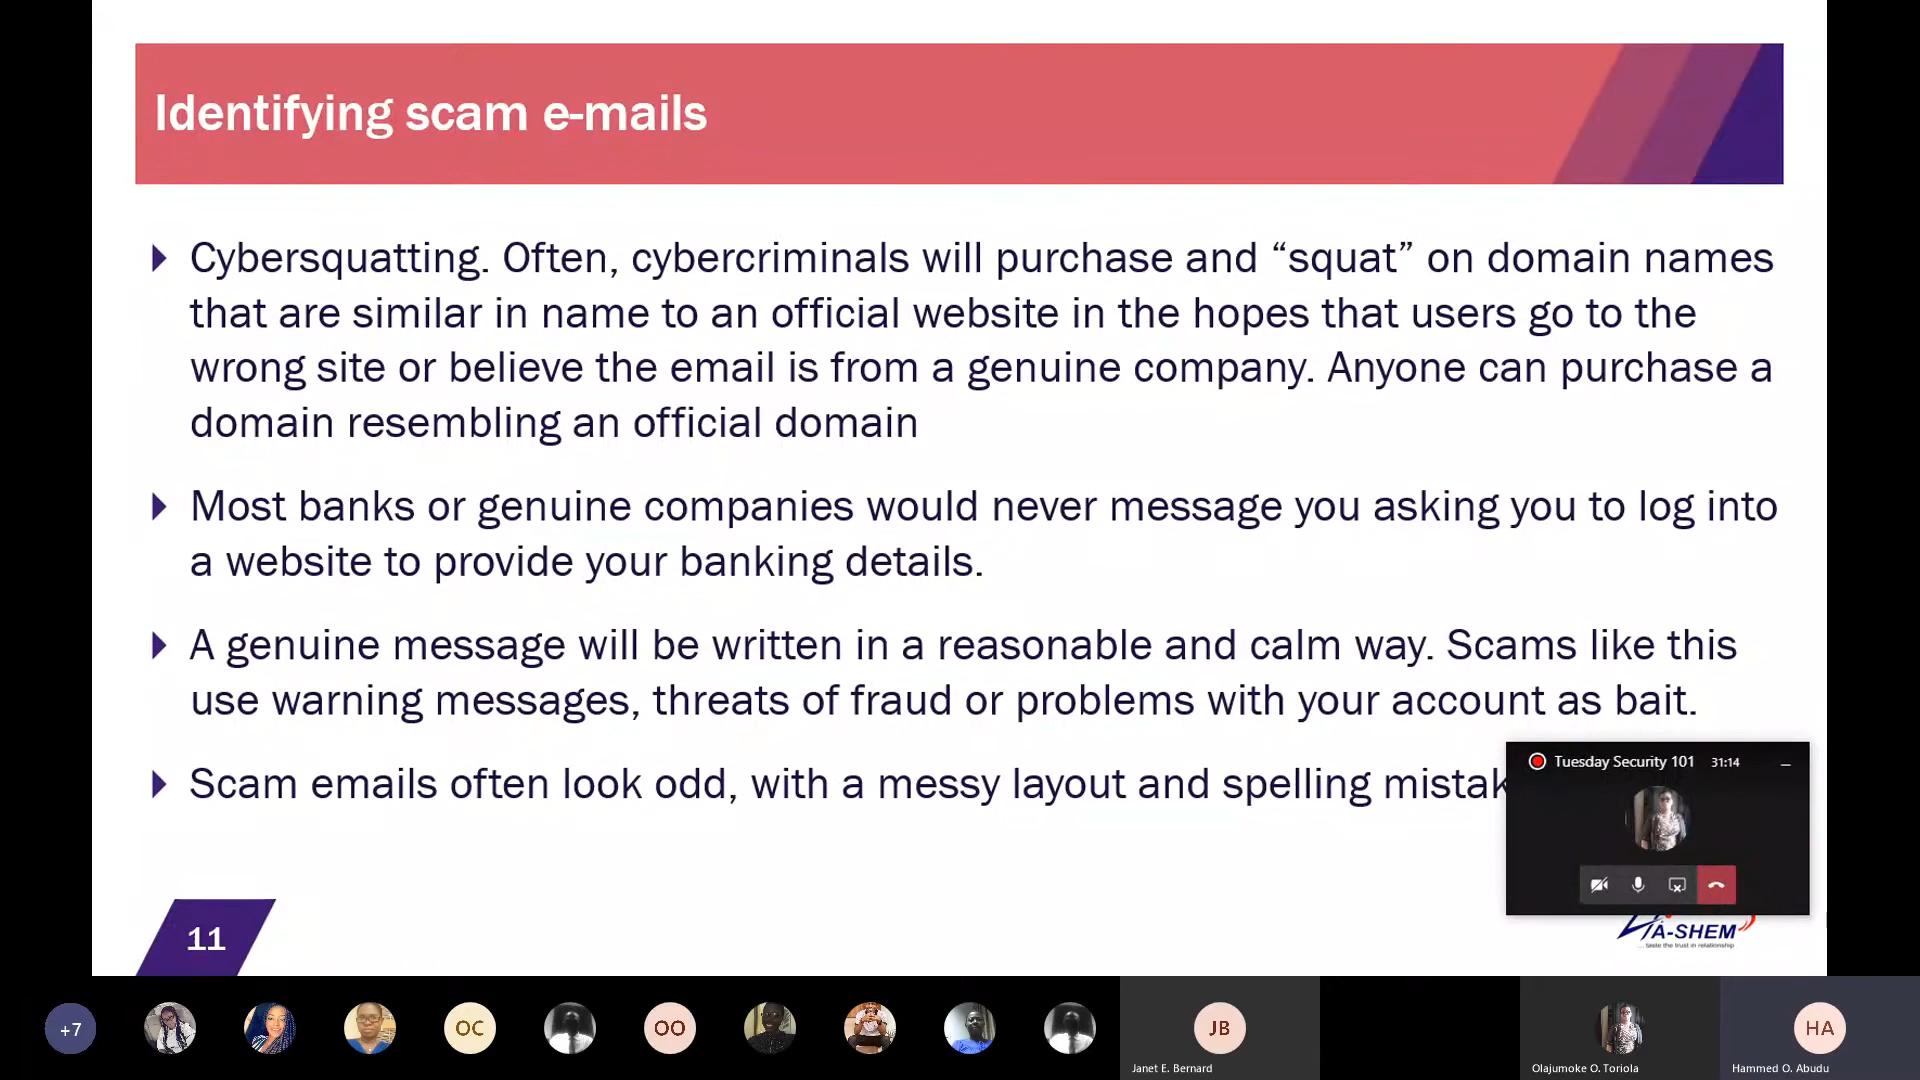 Identifying scam e-mails
Cybersquatting. Often, cybercriminals will purchase and “squat” on domain names
that are similar in name to an official website in the hopes that users go to the
wrong site or believe the email is from a genuine company. Anyone can purchase a
domain resembling an official domain
Most banks or genuine companies would never message you asking you to log into
a website to provide your banking details.
A genuine message will be written in a reasonable and calm way. Scams like this
use warning messages, threats of fraud or problems with your account as bait.
Scam emails often look odd, with a messy layout and spelling mistak
Tuesday Security 101 31:14
11
A-SHEM
... taste the trust in relationship
+7
OC
OO
JB
HA
Janet E. Bernard
Olajumoke O. Toriola
Hammed O. Abudu